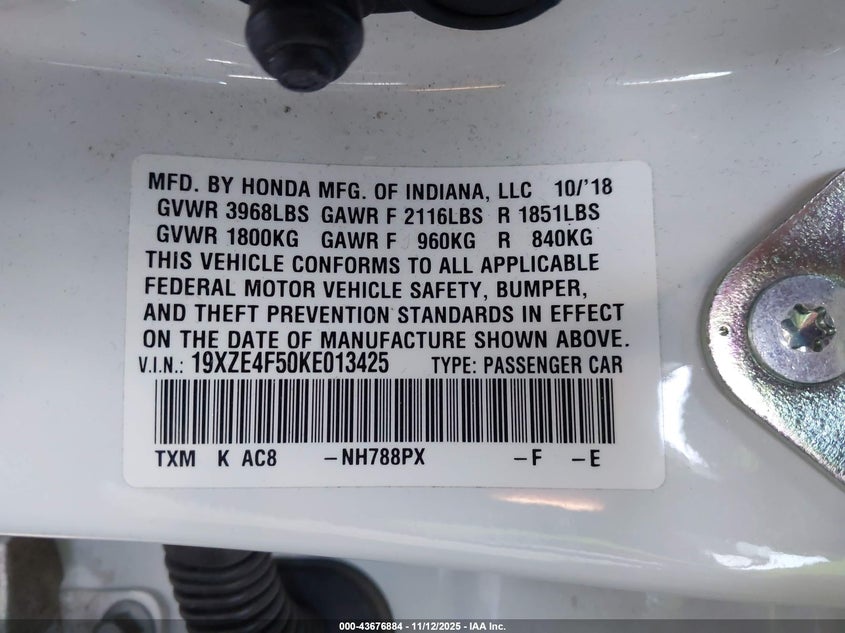 MFD. BY HONDA MFG. OF INDIANA, LLC 10/'18
GVWR 3968LBS GAWR F 2116LBS R 1851LBS
GVWR 1800KG GAWR F 960KG R 840KG
THIS VEHICLE CONFORMS TO ALL APPLICABLE
FEDERAL MOTOR VEHICLE SAFETY, BUMPER,
AND THEFT PREVENTION STANDARDS IN EFFECT
ON THE DATE OF MANUFACTURE SHOWN ABOVE.
V.I.N.: 19XZE4F50KE013425 TYPE: PASSENGER CAR
TXM K AC8 -NH788PX -F -E
000-43676884 - 11/12/2025 - IAA Inc.